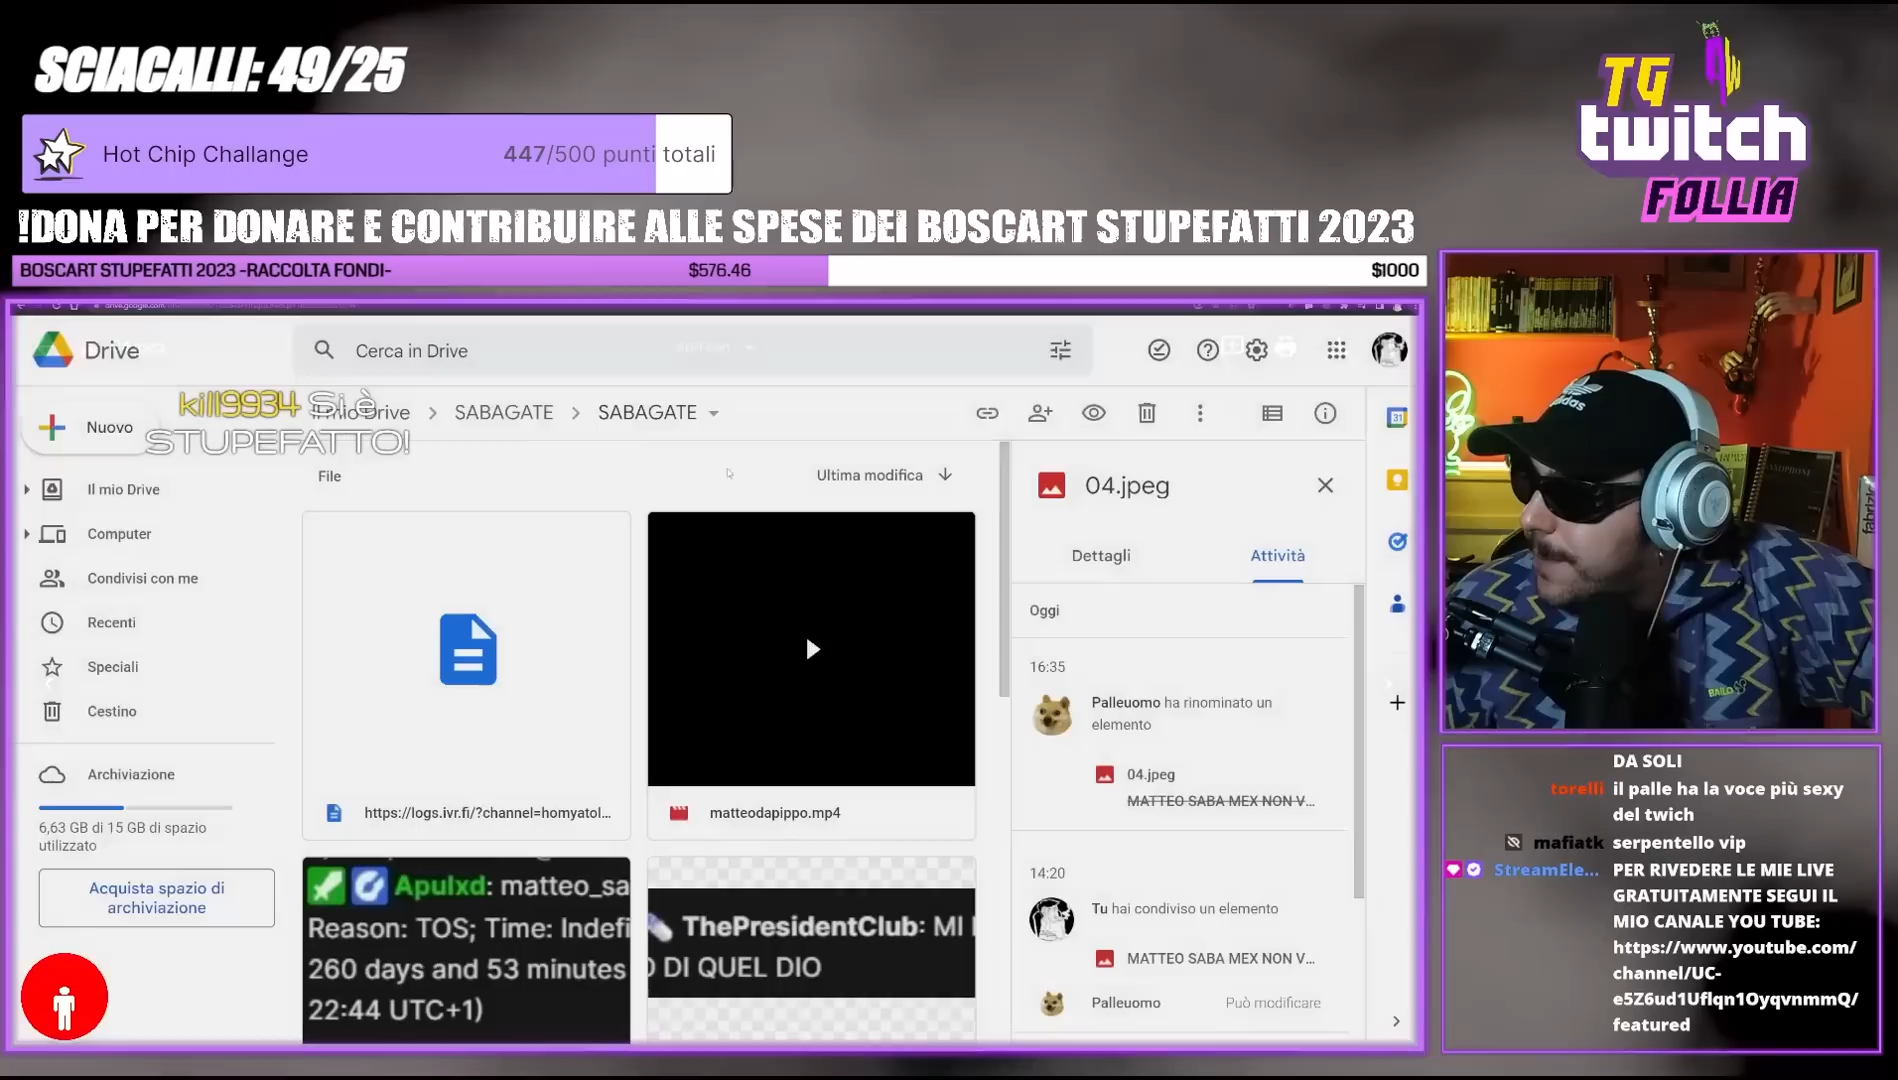 SCIACALLI: 49/25
TG
twitch
FOLLIA
Hot Chip Challange
447/500 punti totali
!DONA PER DONARE E CONTRIBUIRE ALLE SPESE DEI BOSCART STUPEFATTI 2023
BOSCART STUPEFATTI 2023 -RACCOLTA FONDI-
$576.46
$1000
Drive
Cerca in Drive
kill9934 Si è
STUPEFATTO!
Il mio Drive
SABAGATE
SABAGATE
Nuovo
File
Ultima modifica
Il mio Drive
Computer
Condivisi con me
Recenti
Speciali
Cestino
Archiviazione
6,63 GB di 15 GB di spazio
utilizzato
Acquista spazio di
archiviazione
https://logs.ivr.fi/?channel=homyatol...
matteodapippo.mp4
Apulxd: matteo_sa
Reason: TOS; Time: Indefi
260 days and 53 minutes
22:44 UTC+1)
ThePresidentClub: MI
DI QUEL DIO
04.jpeg
Dettagli
Attività
Oggi
16:35
Palleuomo ha rinominato un
elemento
04.jpeg
MATTEO SABA MEX NON V...
14:20
Tu hai condiviso un elemento
MATTEO SABA MEX NON V...
Palleuomo
Può modificare
31
adidas
BAILO
DA SOLI
torelli il palle ha la voce più sexy
del twich
mafiatk serpentello vip
StreamEle... PER RIVEDERE LE MIE LIVE
GRATUITAMENTE SEGUI IL
MIO CANALE YOU TUBE:
https://www.youtube.com/
channel/UC-
e5Z6ud1Uflqn1OyqvnmmQ/
featured